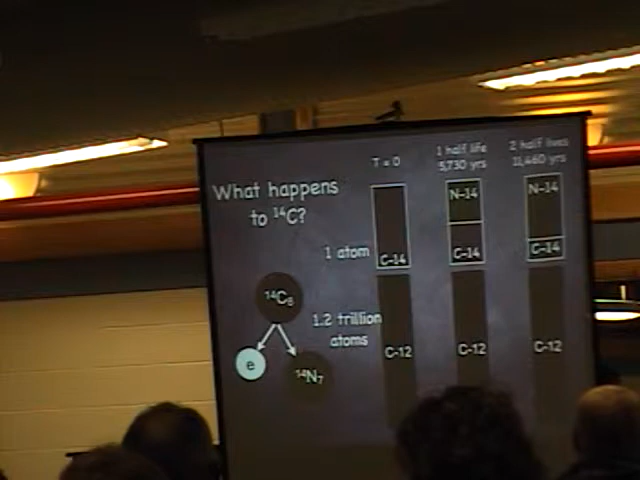 What happens
to ¹⁴C?
T = 0
1 half life
5,730 yrs
2 half lives
11,460 yrs
N-14
N-14
1 atom
C-14
C-14
C-14
¹⁴C₆
e
¹⁴N₇
1.2 trillion
atoms
C-12
C-12
C-12